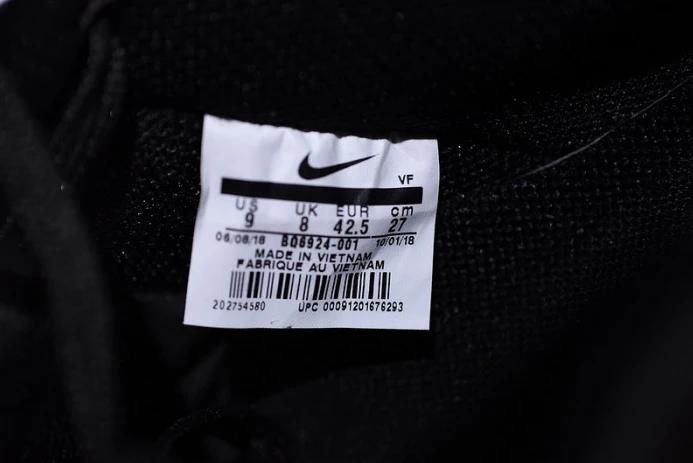 VF
US UK EUR cm
9 8 42.5 27
06/08/18 BQ6924-001 10/01/18
MADE IN VIETNAM
FABRIQUE AU VIETNAM
202754580 UPC 00091201676293